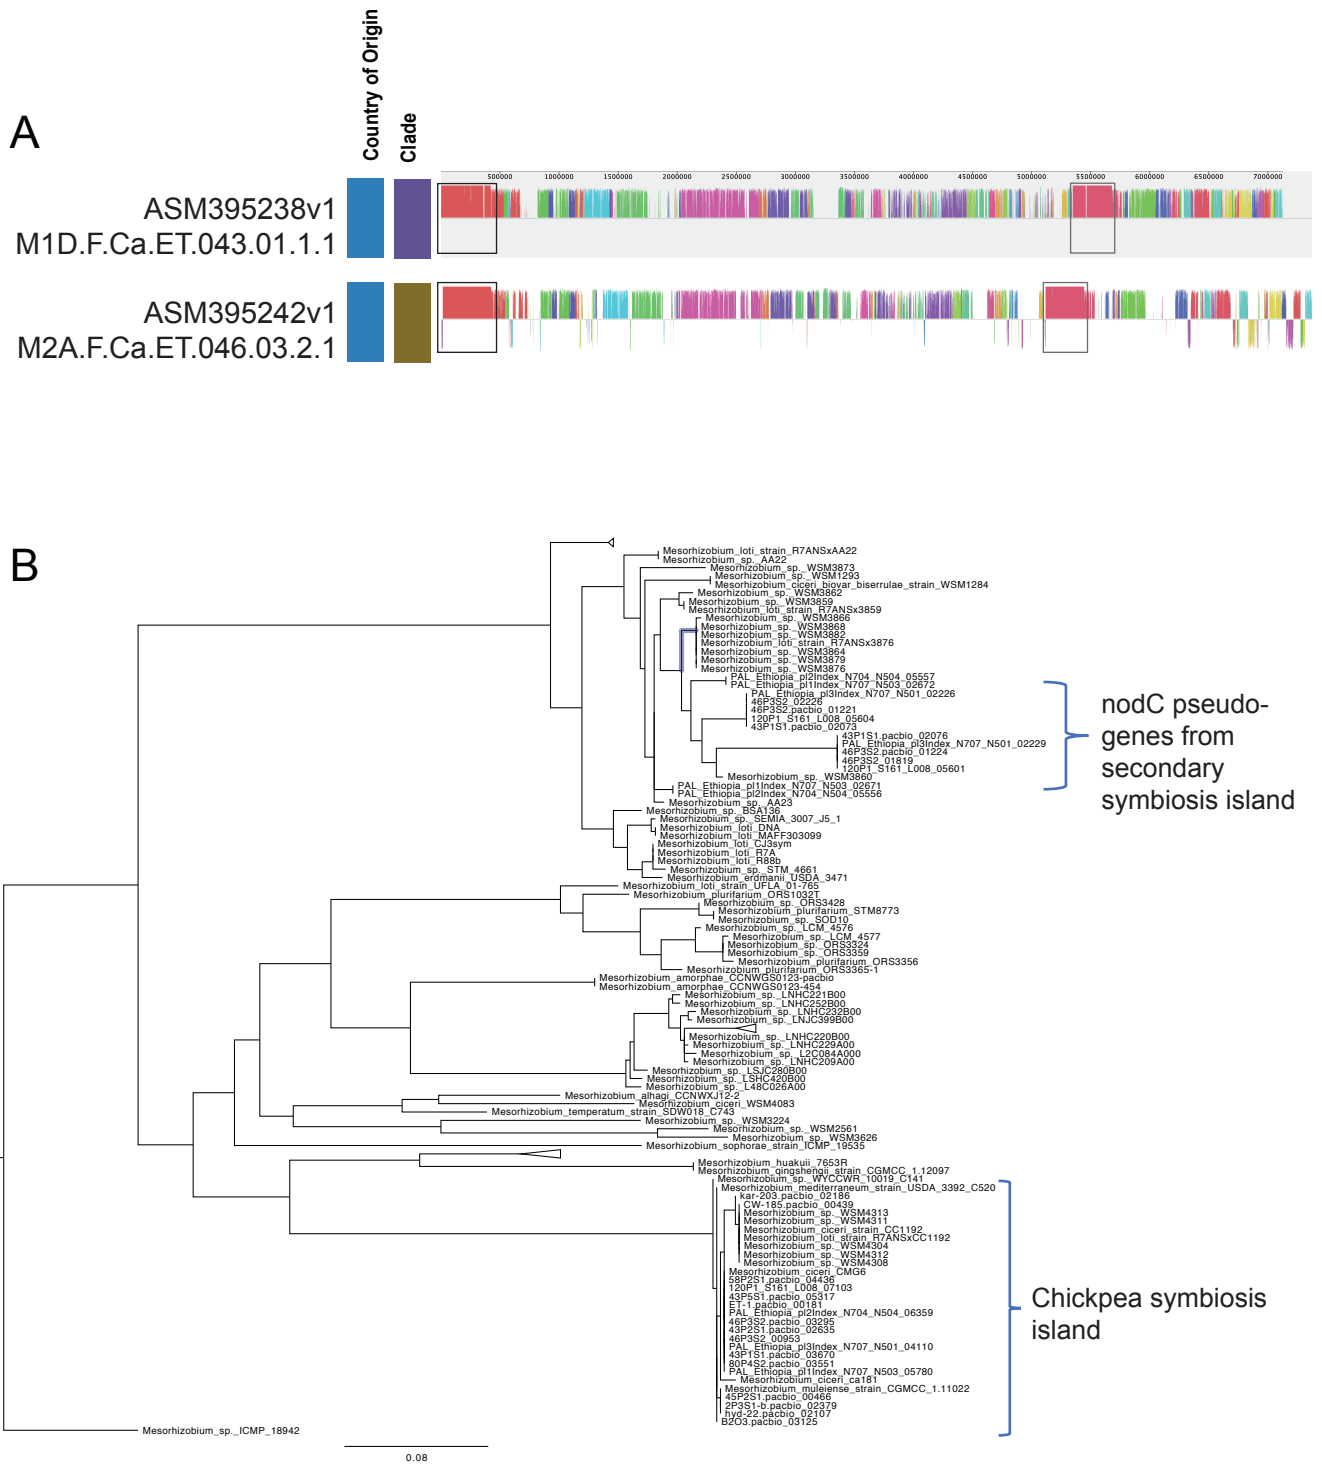 A
Country of Origin
Clade
500000 1000000 1500000 2000000 2500000 3000000 3500000 4000000 4500000 5000000 5500000 6000000 6500000 7000000
ASM395238v1
M1D.F.Ca.ET.043.01.1.1
ASM395242v1
M2A.F.Ca.ET.046.03.2.1
B
Mesorhizobium_loti_strain_R7ANSxAA22
Mesorhizobium_sp._AA22
Mesorhizobium_sp._WSM3873
Mesorhizobium_sp._WSM1293
Mesorhizobium_ciceri_biovar_biserrulae_strain_WSM1284
Mesorhizobium_sp._WSM3862
Mesorhizobium_sp._WSM3859
Mesorhizobium_loti_strain_R7ANSx3859
Mesorhizobium_sp._WSM3866
Mesorhizobium_sp._WSM3868
Mesorhizobium_sp._WSM3882
Mesorhizobium_loti_strain_R7ANSx3876
Mesorhizobium_sp._WSM3864
Mesorhizobium_sp._WSM3879
Mesorhizobium_sp._WSM3876
PAL_Ethiopia_pl2Index_N704_N504_05557
PAL_Ethiopia_pl1Index_N707_N503_02672
PAL_Ethiopia_pl3Index_N707_N501_02226
46P3S2_02226
46P3S2.pacbio_01221
120P1_S161_L008_05604
43P1S1.pacbio_02073
43P1S1.pacbio_02076
PAL_Ethiopia_pl3Index_N707_N501_02229
46P3S2.pacbio_01224
46P3S2_01819
120P1_S161_L008_05601
Mesorhizobium_sp._WSM3860
PAL_Ethiopia_pl1Index_N707_N503_02671
PAL_Ethiopia_pl2Index_N704_N504_05556
Mesorhizobium_sp._AA23
nodC pseudo-
genes from
secondary
symbiosis island
Mesorhizobium_sp._BSA136
Mesorhizobium_sp._SEMIA_3007_J5_1
Mesorhizobium_loti_DNA
Mesorhizobium_loti_MAFF303099
Mesorhizobium_loti_CJ3sym
Mesorhizobium_loti_R7A
Mesorhizobium_loti_R88b
Mesorhizobium_sp._STM_4661
Mesorhizobium_erdmanii_USDA_3471
Mesorhizobium_loti_strain_UFLA_01-765
Mesorhizobium_plurifarium_ORS1032T
Mesorhizobium_sp._ORS3428
Mesorhizobium_plurifarium_STM8773
Mesorhizobium_sp._SOD10
Mesorhizobium_sp._LCM_4576
Mesorhizobium_sp._LCM_4577
Mesorhizobium_sp._ORS3324
Mesorhizobium_sp._ORS3359
Mesorhizobium_plurifarium_ORS3356
Mesorhizobium_plurifarium_ORS3365-1
Mesorhizobium_amorphae_CCNWGS0123-pacbio
Mesorhizobium_amorphae_CCNWGS0123-454
Mesorhizobium_sp._LNHC221B00
Mesorhizobium_sp._LNHC252B00
Mesorhizobium_sp._LNHC232B00
Mesorhizobium_sp._LNJC399B00
Mesorhizobium_sp._LNHC220B00
Mesorhizobium_sp._LNHC229A00
Mesorhizobium_sp._L2C084A000
Mesorhizobium_sp._LNHC209A00
Mesorhizobium_sp._LSJC280B00
Mesorhizobium_sp._LSHC420B00
Mesorhizobium_sp._L48C026A00
Mesorhizobium_alhagi_CCNWXJ12-2
Mesorhizobium_ciceri_WSM4083
Mesorhizobium_temperatum_strain_SDW018_C743
Mesorhizobium_sp._WSM3224
Mesorhizobium_sp._WSM2561
Mesorhizobium_sp._WSM3626
Mesorhizobium_sophorae_strain_ICMP_19535
Mesorhizobium_huakuii_7653R
Mesorhizobium_qingshengii_strain_CGMCC_1.12097
Mesorhizobium_sp._WYCCWR_10019_C141
Mesorhizobium_mediterraneum_strain_USDA_3392_C520
kar-203.pacbio_02186
CW-185.pacbio_00439
Mesorhizobium_sp._WSM4313
Mesorhizobium_sp._WSM4311
Mesorhizobium_ciceri_strain_CC1192
Mesorhizobium_loti_strain_R7ANSxCC1192
Mesorhizobium_sp._WSM4304
Mesorhizobium_sp._WSM4312
Mesorhizobium_sp._WSM4308
Mesorhizobium_ciceri_CMG6
58P2S1.pacbio_04436
120P1_S161_L008_07103
43P5S1.pacbio_05317
ET-1.pacbio_00181
PAL_Ethiopia_pl2Index_N704_N504_06359
46P3S2.pacbio_03295
43P2S1.pacbio_02635
46P3S2_00953
PAL_Ethiopia_pl3Index_N707_N501_04110
43P1S1.pacbio_03670
80P4S2.pacbio_03551
PAL_Ethiopia_pl1Index_N707_N503_05780
Mesorhizobium_ciceri_ca181
Mesorhizobium_muleiense_strain_CGMCC_1.11022
45P2S1.pacbio_00466
2P3S1-b.pacbio_02379
hyd-22.pacbio_02107
B2O3.pacbio_03125
Chickpea symbiosis
island
Mesorhizobium_sp._ICMP_18942
0.08